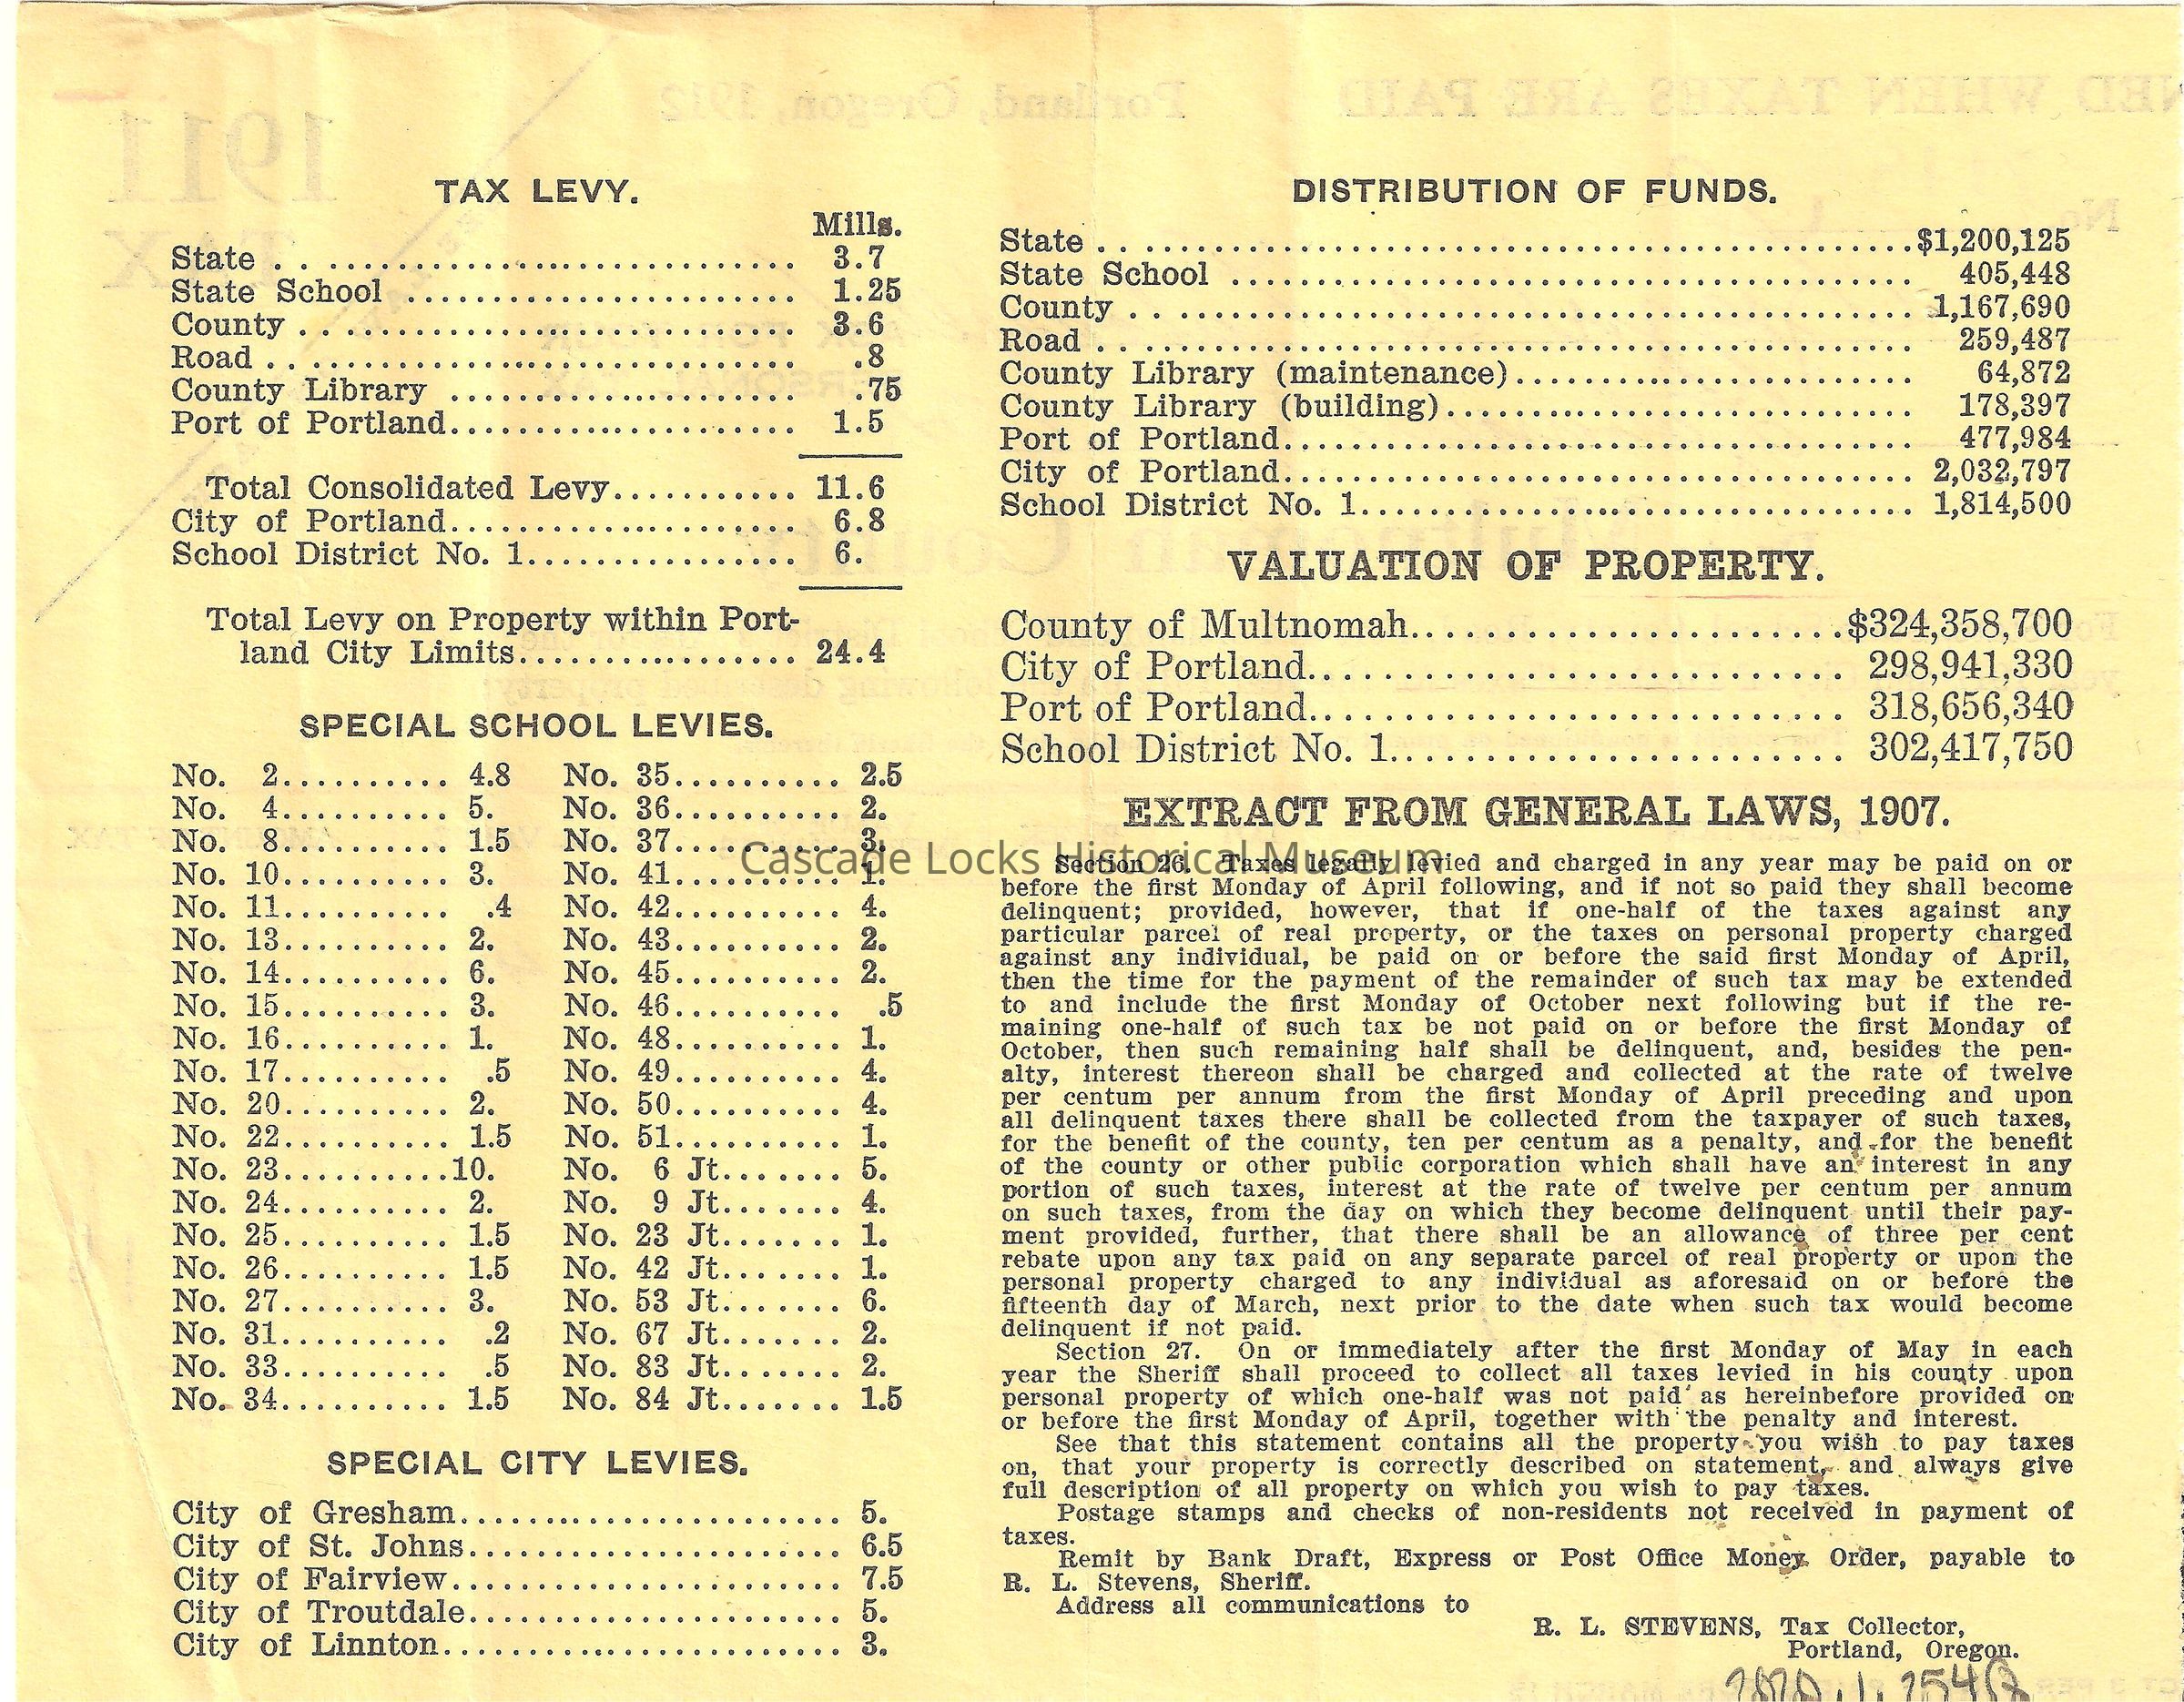 TAX LEVY.
Mills.
State . . ............................ 3.7
State School ....................... 1.25
County . . ........................... 3.6
Road . . ............................. .8
County Library ..................... .75
Port of Portland..................... 1.5
Total Consolidated Levy........... 11.6
City of Portland..................... 6.8
School District No. 1................ 6.
Total Levy on Property within Port-
land City Limits................. 24.4
SPECIAL SCHOOL LEVIES.
No. 2.......... 4.8 No. 35.......... 2.5
No. 4.......... 5. No. 36.......... 2.
No. 8.......... 1.5 No. 37.......... 3.
No. 10.......... 3. No. 41.......... 1.
No. 11.......... .4 No. 42.......... 4.
No. 13.......... 2. No. 43.......... 2.
No. 14.......... 6. No. 45.......... 2.
No. 15.......... 3. No. 46.......... .5
No. 16.......... 1. No. 48.......... 1.
No. 17.......... .5 No. 49.......... 4.
No. 20.......... 2. No. 50.......... 4.
No. 22.......... 1.5 No. 51.......... 1.
No. 23..........10. No. 6 Jt....... 5.
No. 24.......... 2. No. 9 Jt....... 4.
No. 25.......... 1.5 No. 23 Jt....... 1.
No. 26.......... 1.5 No. 42 Jt....... 1.
No. 27.......... 3. No. 53 Jt....... 6.
No. 31.......... .2 No. 67 Jt....... 2.
No. 33.......... .5 No. 83 Jt....... 2.
No. 34.......... 1.5 No. 84 Jt....... 1.5
SPECIAL CITY LEVIES.
City of Gresham....................... 5.
City of St. Johns...................... 6.5
City of Fairview....................... 7.5
City of Troutdale...................... 5.
City of Linnton........................ 3.
DISTRIBUTION OF FUNDS.
State . . ..............................................$1,200,125
State School ........................................ 405,448
County . . ........................................... 1,167,690
Road . . ............................................. 259,487
County Library (maintenance)........................ 64,872
County Library (building)........................... 178,397
Port of Portland..................................... 477,984
City of Portland..................................... 2,032,797
School District No. 1................................ 1,814,500
VALUATION OF PROPERTY.
County of Multnomah.........................$324,358,700
City of Portland............................... 298,941,330
Port of Portland............................... 318,656,340
School District No. 1.......................... 302,417,750
EXTRACT FROM GENERAL LAWS, 1907.
Cascade Locks Historical Museum
Section 26. Taxes legally levied and charged in any year may be paid on or
before the first Monday of April following, and if not so paid they shall become
delinquent; provided, however, that if one-half of the taxes against any
particular parcel of real property, or the taxes on personal property charged
against any individual, be paid on or before the said first Monday of April,
then the time for the payment of the remainder of such tax may be extended
to and include the first Monday of October next following but if the re-
maining one-half of such tax be not paid on or before the first Monday of
October, then such remaining half shall be delinquent, and, besides the pen-
alty, interest thereon shall be charged and collected at the rate of twelve
per centum per annum from the first Monday of April preceding and upon
all delinquent taxes there shall be collected from the taxpayer of such taxes,
for the benefit of the county, ten per centum as a penalty, and for the benefit
of the county or other public corporation which shall have an interest in any
portion of such taxes, interest at the rate of twelve per centum per annum
on such taxes, from the day on which they become delinquent until their pay-
ment provided, further, that there shall be an allowance of three per cent
rebate upon any tax paid on any separate parcel of real property or upon the
personal property charged to any individual as aforesaid on or before the
fifteenth day of March, next prior to the date when such tax would become
delinquent if not paid.
Section 27. On or immediately after the first Monday of May in each
year the Sheriff shall proceed to collect all taxes levied in his county upon
personal property of which one-half was not paid as hereinbefore provided on
or before the first Monday of April, together with the penalty and interest.
See that this statement contains all the property you wish to pay taxes
on, that your property is correctly described on statement, and always give
full description of all property on which you wish to pay taxes.
Postage stamps and checks of non-residents not received in payment of
taxes.
Remit by Bank Draft, Express or Post Office Money Order, payable to
R. L. Stevens, Sheriff.
Address all communications to
R. L. STEVENS, Tax Collector,
Portland, Oregon.